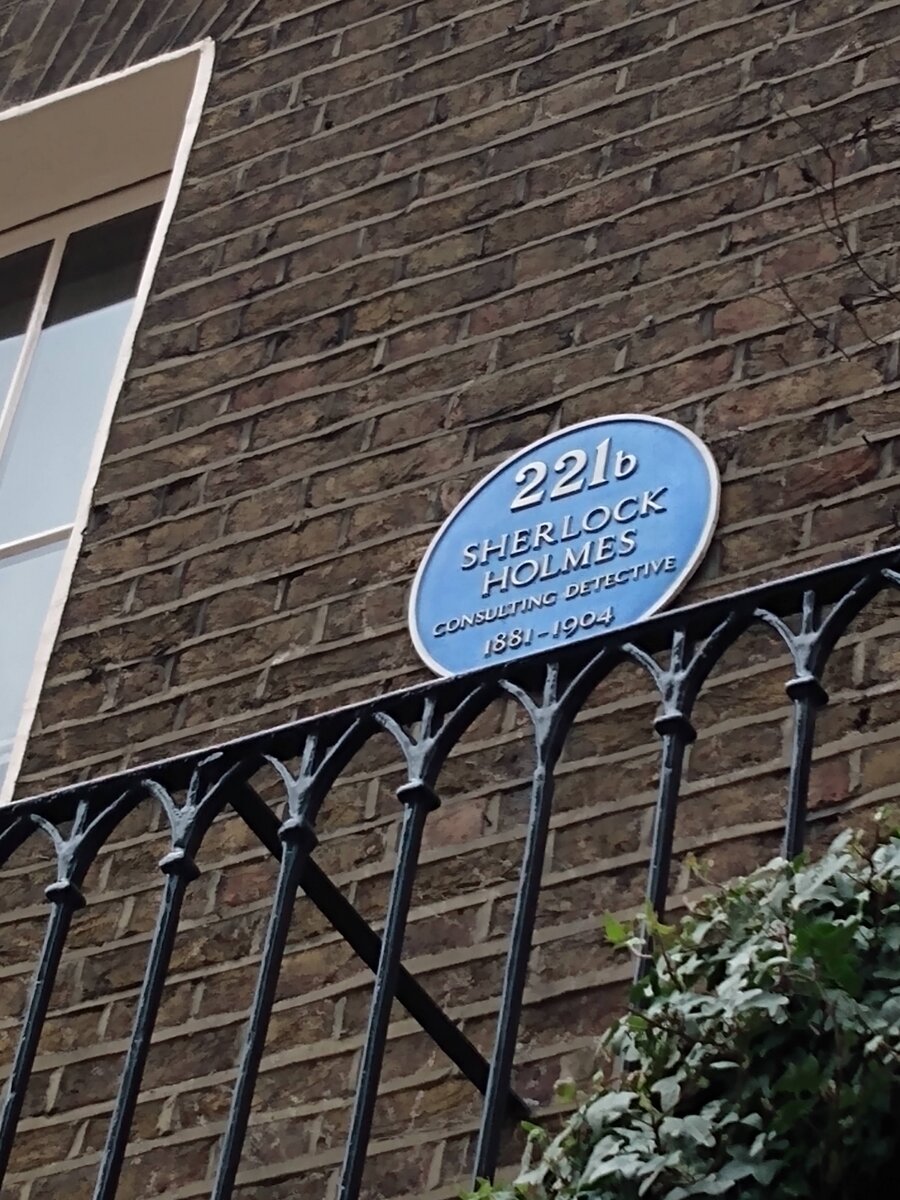 221b
SHERLOCK
HOLMES
CONSULTING DETECTIVE
1881-1904